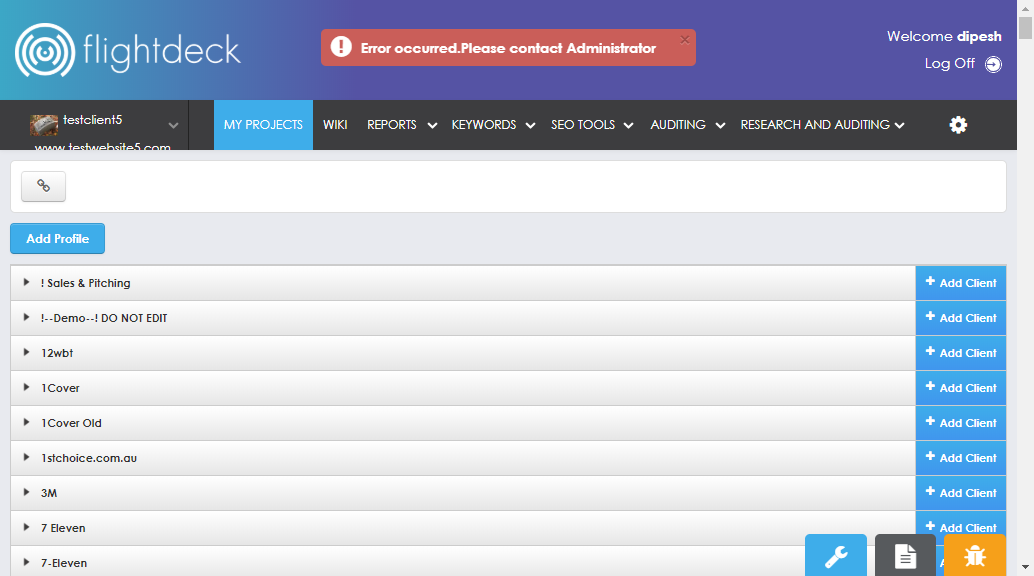 flightdeck
Error occurred.Please contact Administrator
Welcome dipesh
Log Off
testclient5
www.testwebsite5.com
MY PROJECTS WIKI REPORTS KEYWORDS SEO TOOLS AUDITING RESEARCH AND AUDITING
Add Profile
! Sales & Pitching + Add Client
!--Demo--! DO NOT EDIT + Add Client
12wbt + Add Client
1Cover + Add Client
1Cover Old + Add Client
1stchoice.com.au + Add Client
3M + Add Client
7 Eleven + Add Client
7-Eleven